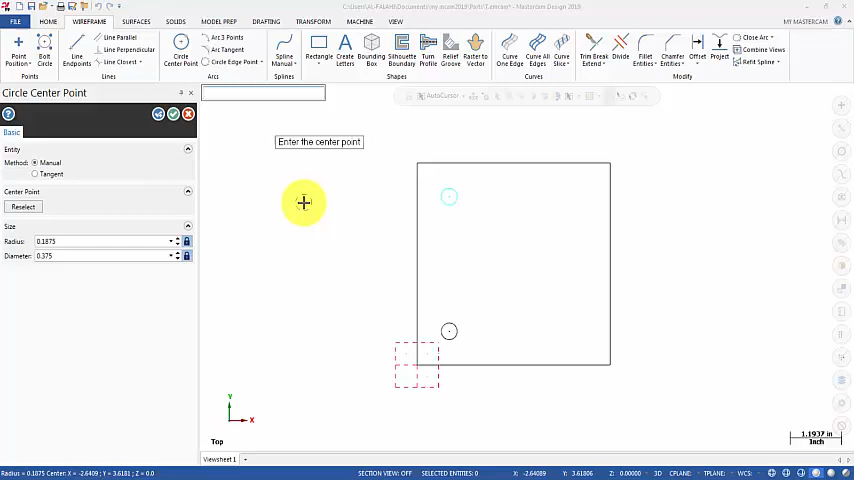 C:\Users\AL-FALAH\Documents\my mcam2019\Parts\T.mcam* - Mastercam Design 2019
FILE HOME WIREFRAME SURFACES SOLIDS MODEL PREP DRAFTING TRANSFORM MACHINE VIEW MY MASTERCAM
Point Position Bolt Circle
Points
Line Endpoints
Line Parallel
Line Perpendicular
Line Closest
Lines
Circle Center Point
Arc 3 Points
Arc Tangent
Circle Edge Point
Arcs
Spline Manual
Splines
Rectangle Create Letters Bounding Box Silhouette Boundary Turn Profile Relief Groove Raster to Vector
Shapes
Curve One Edge Curve All Edges Curve Slice
Curves
Trim Break Extend Divide Fillet Entities Chamfer Entities Offset Project
Close Arc
Combine Views
Refit Spline
Modify
Circle Center Point
Basic
Entity
Method: Manual
Tangent
Center Point
Reselect
Size
Radius: 0.1875
Diameter: 0.375
AutoCursor
Enter the center point
Y
X
Top
1.1937 in
Inch
Viewsheet 1
Radius = 0.1875 Center: X = -2.6409; Y = 3.6181; Z = 0.0 SECTION VIEW: OFF SELECTED ENTITIES: 0 X: -2.64089 Y: 3.61806 Z: 0.00000 3D CPLANE: TPLANE: WCS: